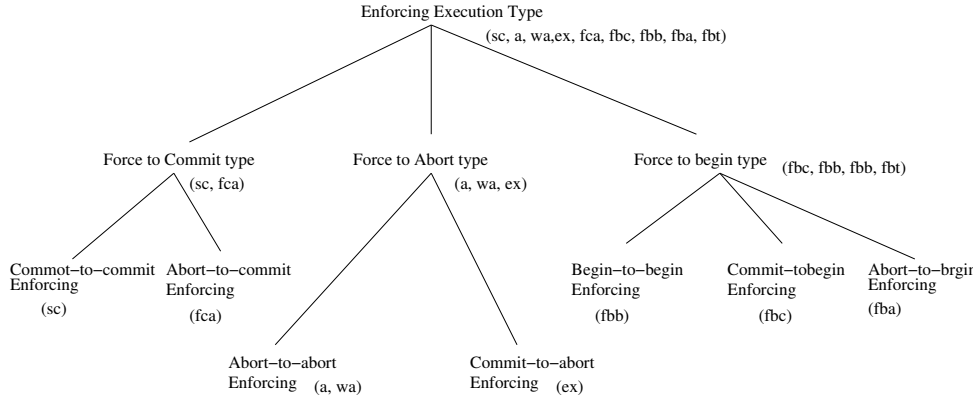 Enforcing Execution Type
(sc, a, wa,ex, fca, fbc, fbb, fba, fbt)
Force to Commit type
(sc, fca)
Force to Abort type
(a, wa, ex)
Force to begin type
(fbc, fbb, fbb, fbt)
Commot−to−commit
Enforcing
(sc)
Abort−to−commit
Enforcing
(fca)
Begin−to−begin
Enforcing
(fbb)
Commit−tobegin
Enforcing
(fbc)
Abort−to−brgin
Enforcing
(fba)
Abort−to−abort
Enforcing (a, wa)
Commit−to−abort
Enforcing (ex)